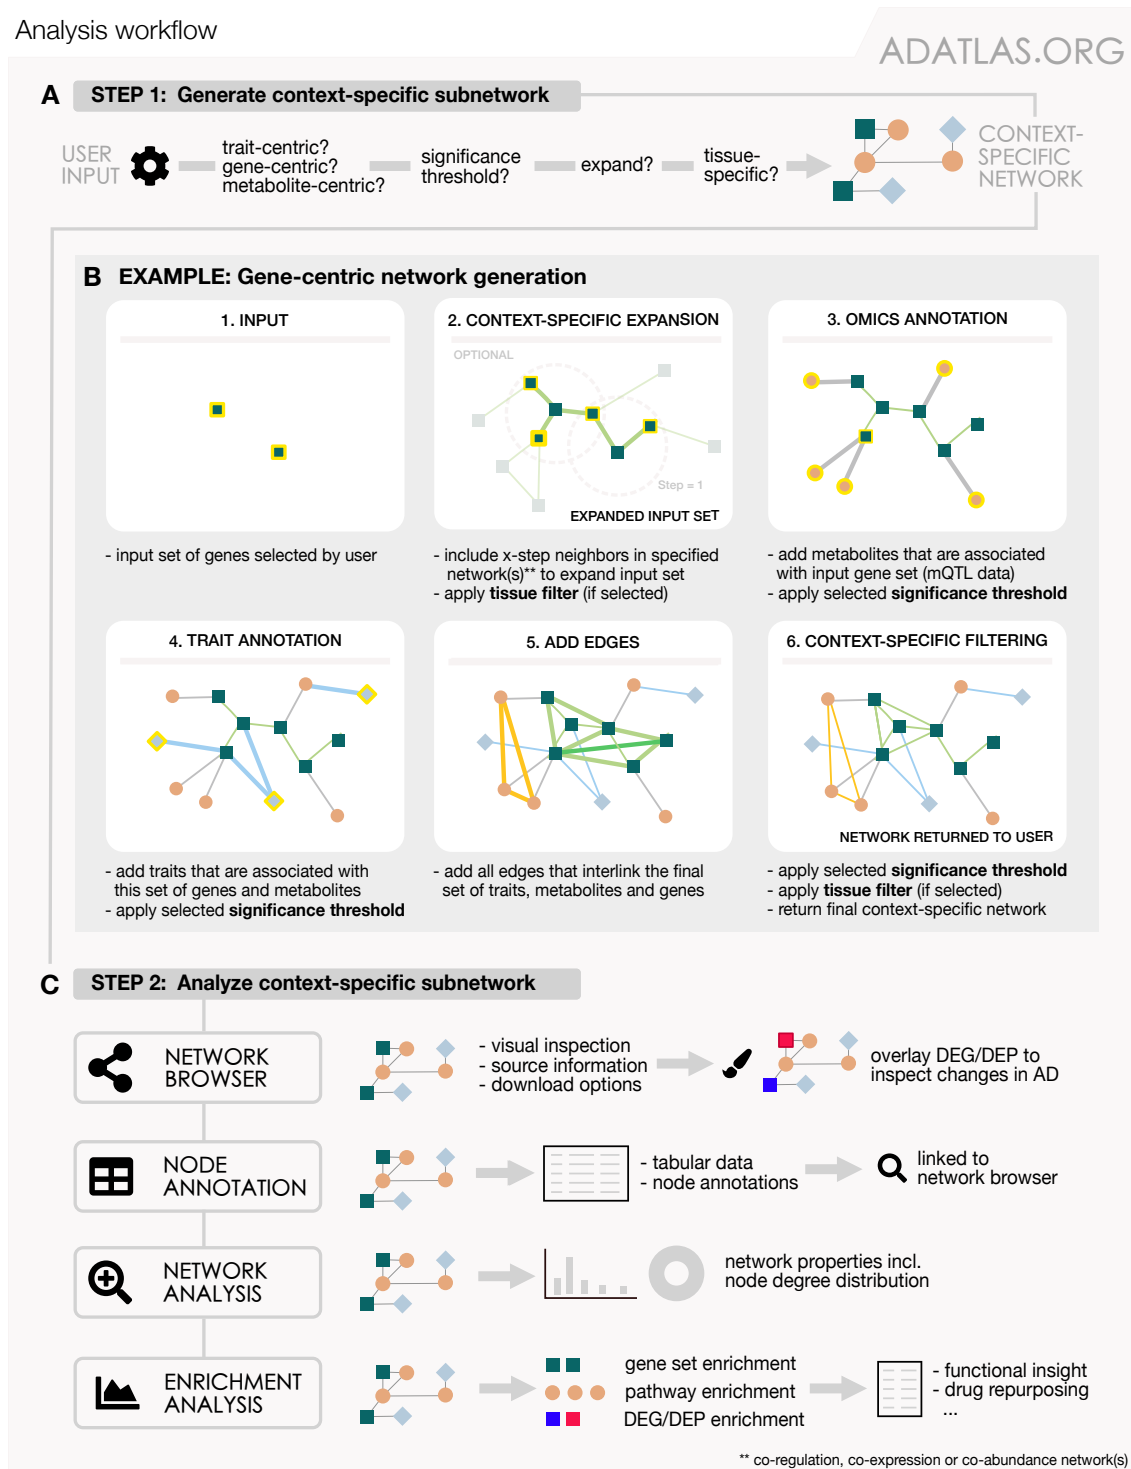 Analysis workflow
ADATLAS.ORG
A STEP 1: Generate context-specific subnetwork
USER
INPUT
trait-centric?
gene-centric?
metabolite-centric?
significance
threshold?
expand?
tissue-
specific?
CONTEXT-
SPECIFIC
NETWORK
B EXAMPLE: Gene-centric network generation
1. INPUT
- input set of genes selected by user
2. CONTEXT-SPECIFIC EXPANSION
OPTIONAL
Step = 1
EXPANDED INPUT SET
- include x-step neighbors in specified
network(s)** to expand input set
- apply tissue filter (if selected)
3. OMICS ANNOTATION
- add metabolites that are associated
with input gene set (mQTL data)
- apply selected significance threshold
4. TRAIT ANNOTATION
- add traits that are associated with
this set of genes and metabolites
- apply selected significance threshold
5. ADD EDGES
- add all edges that interlink the final
set of traits, metabolites and genes
6. CONTEXT-SPECIFIC FILTERING
NETWORK RETURNED TO USER
- apply selected significance threshold
- apply tissue filter (if selected)
- return final context-specific network
C STEP 2: Analyze context-specific subnetwork
NETWORK
BROWSER
- visual inspection
- source information
- download options
overlay DEG/DEP to
inspect changes in AD
NODE
ANNOTATION
- tabular data
- node annotations
linked to
network browser
NETWORK
ANALYSIS
network properties incl.
node degree distribution
ENRICHMENT
ANALYSIS
gene set enrichment
pathway enrichment
DEG/DEP enrichment
- functional insight
- drug repurposing
...
** co-regulation, co-expression or co-abundance network(s)